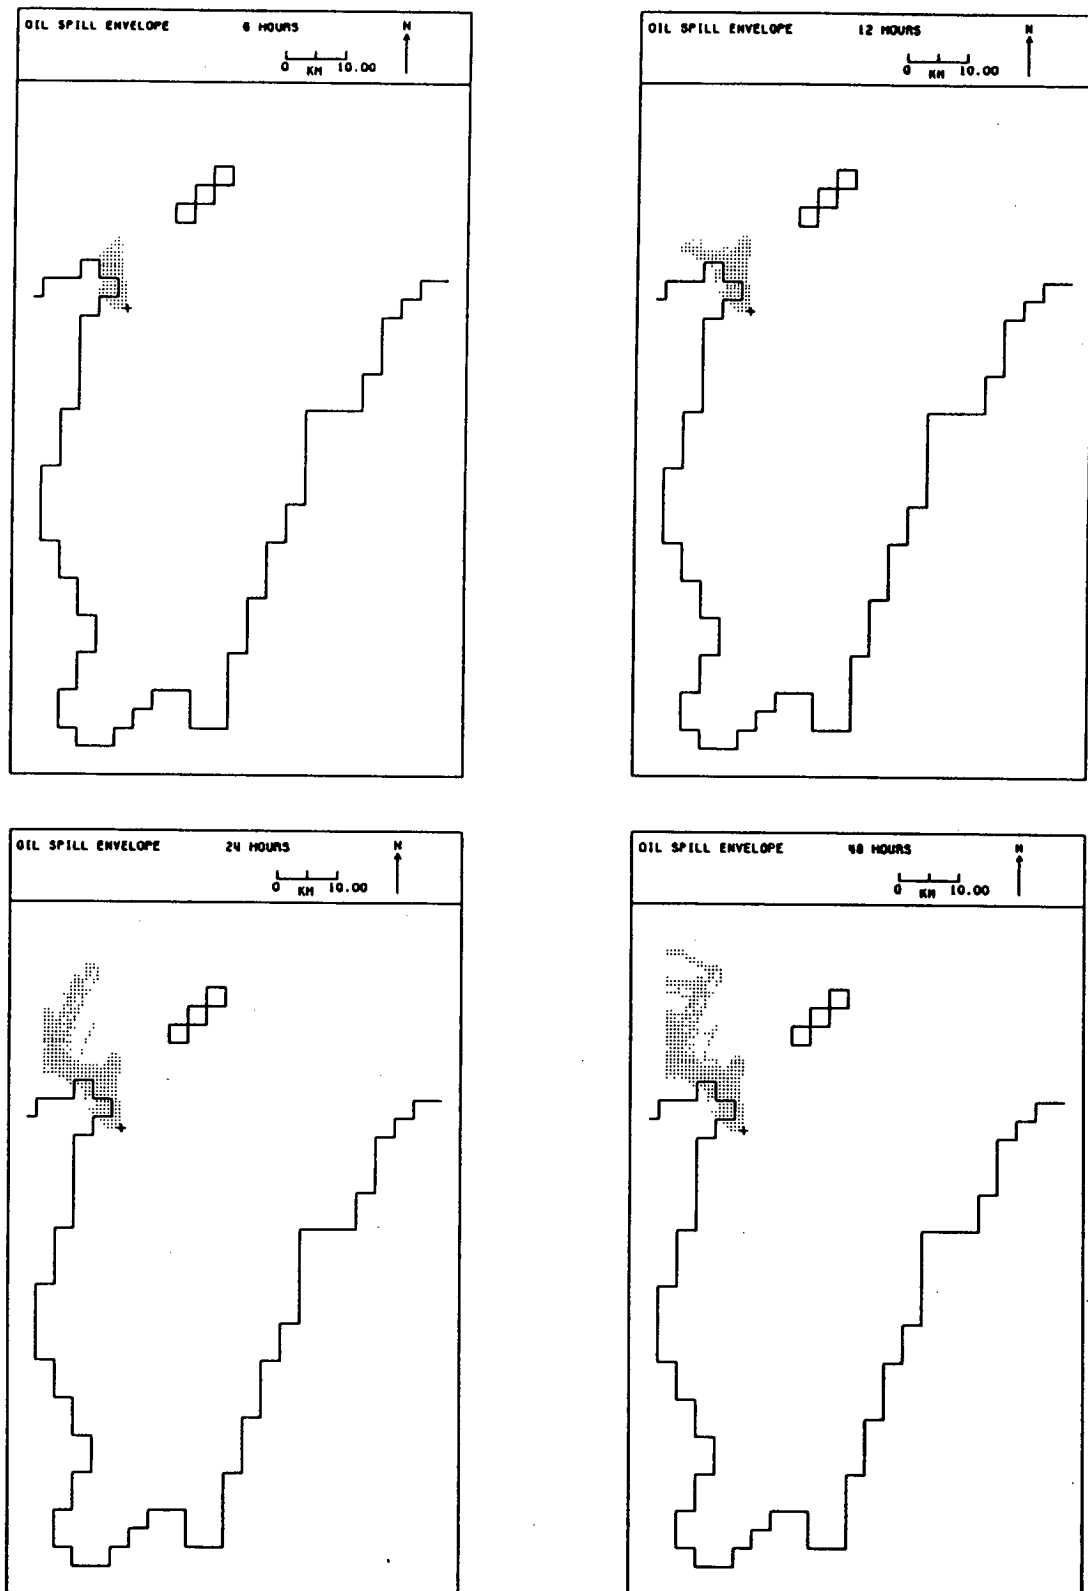 OIL SPILL ENVELOPE 6 HOURS N
0 KM 10.00
OIL SPILL ENVELOPE 12 HOURS N
0 KM 10.00
OIL SPILL ENVELOPE 24 HOURS N
0 KM 10.00
OIL SPILL ENVELOPE 48 HOURS N
0 KM 10.00